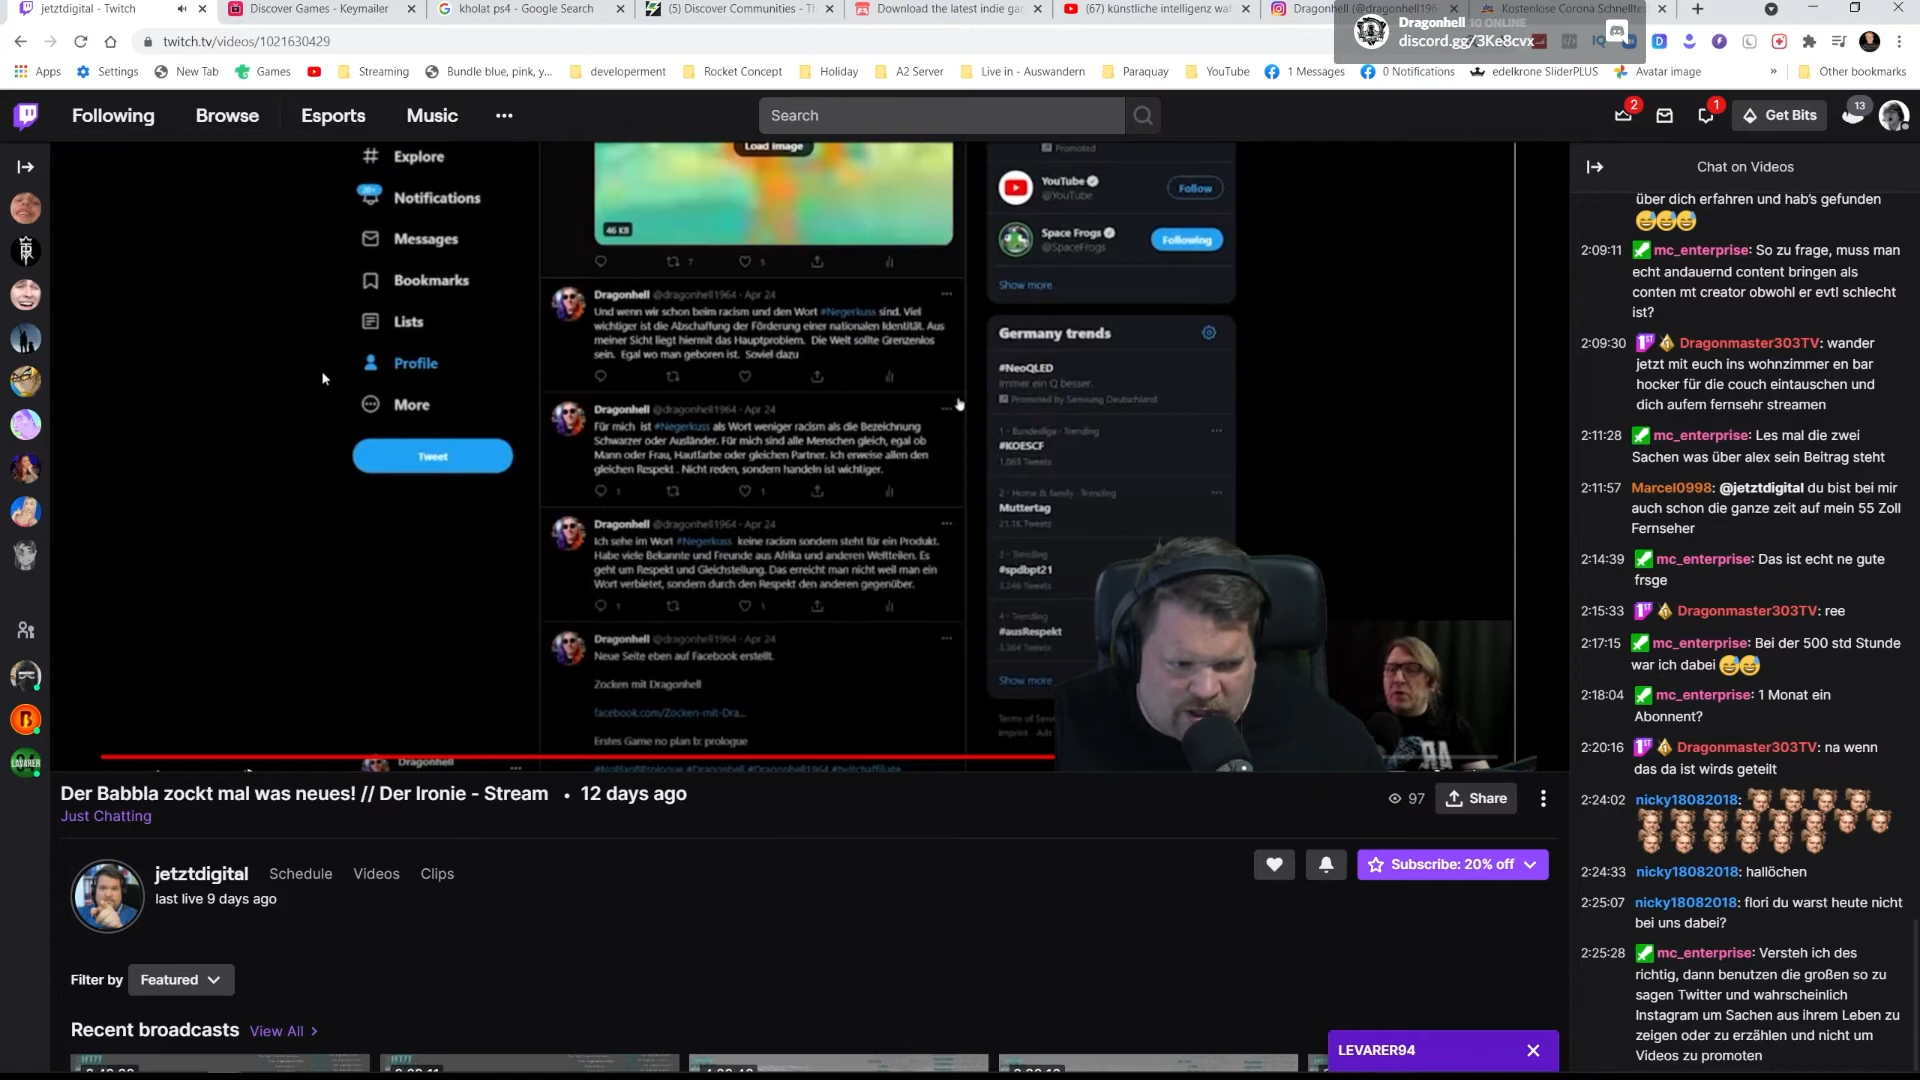 jetztdigital - Twitch
Discover Games - Keymailer
kholat ps4 - Google Search
(5) Discover Communities - Th
Download the latest indie ga
(67) künstliche intelligenz wa
Dragonhell (@dragonhell196
Kostenlose Corona Schnelltes
Dragonhell 10 ONLINE
discord.gg/3Ke8cvx
twitch.tv/videos/1021630429
Apps
Settings
New Tab
Games
Streaming
Bundle blue, pink, y...
developerment
Rocket Concept
Holiday
A2 Server
Live in - Auswandern
Paraquay
YouTube
1 Messages
0 Notifications
edelkrone SliderPLUS
Avatar image
»
Other bookmarks
Following
Browse
Esports
Music
Search
2
1
Get Bits
13
Explore
20+
Notifications
Messages
Bookmarks
Lists
Profile
More
Tweet
Load image
46 KB
7
5
Dragonhell @dragonhell1964 · Apr 24
Und wenn wir schon beim racism und den Wort #Negerkuss sind. Viel
wichtiger ist die Abschaffung der Förderung einer nationalen Identität. Aus
meiner Sicht liegt hiermit das Hauptproblem. Die Welt sollte Grenzenlos
sein. Egal wo man geboren ist. Soviel dazu
Dragonhell @dragonhell1964 · Apr 24
Für mich ist #Negerkuss als Wort weniger racism als die Bezeichnung
Schwarzer oder Ausländer. Für mich sind alle Menschen gleich, egal ob
Mann oder Frau, Hautfarbe oder gleichen Partner. Ich erweise allen den
gleichen Respekt . Nicht reden, sondern handeln ist wichtiger.
1
1
Dragonhell @dragonhell1964 · Apr 24
Ich sehe im Wort #Negerkuss keine racism sondern steht für ein Produkt.
Habe viele Bekannte und Freunde aus Afrika und anderen Weltteilen. Es
geht um Respekt und Gleichstellung. Das erreicht man nicht weil man ein
Wort verbietet, sondern durch den Respekt den anderen gegenüber.
1
1
Dragonhell @dragonhell1964 · Apr 24
Neue Seite eben auf Facebook erstellt.
Zocken mit Dragonhell
facebook.com/Zocken-mit-Dra...
Erstes Game no plan b: prologue
Dragonhell
#NoPlanBPrologue #Dragonhell #Dragonhell1964 #twitchaffiliate
Promoted
YouTube
@YouTube
Follow
Space Frogs
@SpaceFrogs
Following
Show more
Germany trends
#NeoQLED
Immer ein Q besser.
Promoted by Samsung Deutschland
1 · Bundesliga · Trending
#KOESCF
1,063 Tweets
2 · Home & family · Trending
Muttertag
21.1K Tweets
3 · Trending
#spdbpt21
3,246 Tweets
4 · Trending
#ausRespekt
3,364 Tweets
Show more
Terms of Serv
Imprint Ads
Der Babbla zockt mal was neues! // Der Ironie - Stream • 12 days ago
Just Chatting
97
Share
jetztdigital
Schedule
Videos
Clips
last live 9 days ago
Subscribe: 20% off
Filter by
Featured
Recent broadcasts
View All
LEVARER94
LAVARER
Chat on Videos
über dich erfahren und hab's gefunden
2:09:11 mc_enterprise: So zu frage, muss man
echt andauernd content bringen als
conten mt creator obwohl er evtl schlecht
ist?
2:09:30 Dragonmaster303TV: wander
jetzt mit euch ins wohnzimmer en bar
hocker für die couch eintauschen und
dich aufem fernsehr streamen
2:11:28 mc_enterprise: Les mal die zwei
Sachen was über alex sein Beitrag steht
2:11:57 Marcel0998: @jetztdigital du bist bei mir
auch schon die ganze zeit auf mein 55 Zoll
Fernseher
2:14:39 mc_enterprise: Das ist echt ne gute
frsge
2:15:33 Dragonmaster303TV: ree
2:17:15 mc_enterprise: Bei der 500 std Stunde
war ich dabei
2:18:04 mc_enterprise: 1 Monat ein
Abonnent?
2:20:16 Dragonmaster303TV: na wenn
das da ist wirds geteilt
2:24:02 nicky18082018:
2:24:33 nicky18082018: hallöchen
2:25:07 nicky18082018: flori du warst heute nicht
bei uns dabei?
2:25:28 mc_enterprise: Versteh ich des
richtig, dann benutzen die großen so zu
sagen Twitter und wahrscheinlich
Instagram um Sachen aus ihrem Leben zu
zeigen oder zu erzählen und nicht um
Videos zu promoten